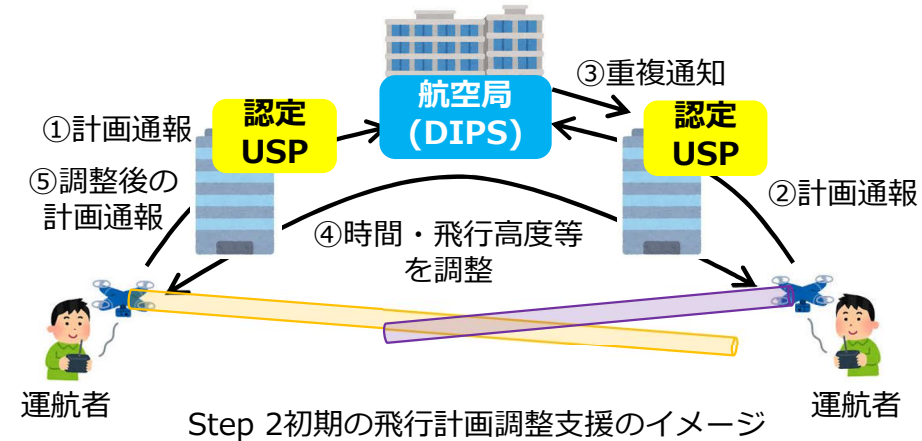 航空局
(DIPS)
③重複通知
認定
USP
認定
USP
①計画通報
⑤調整後の
計画通報
②計画通報
④時間・飛行高度等
を調整
運航者
運航者
Step 2初期の飛行計画調整支援のイメージ